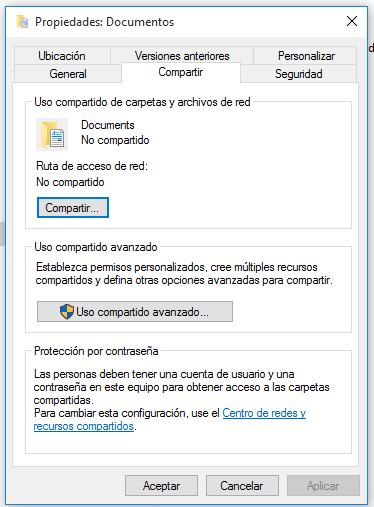 Propiedades: Documentos
Ubicación
Versiones anteriores
Personalizar
General
Compartir
Seguridad
Uso compartido de carpetas y archivos de red
Documents
No compartido
Ruta de acceso de red:
No compartido
Compartir...
Uso compartido avanzado
Establezca permisos personalizados, cree múltiples recursos
compartidos y defina otras opciones avanzadas para compartir.
Uso compartido avanzado...
Protección por contraseña
Las personas deben tener una cuenta de usuario y una
contraseña en este equipo para obtener acceso a las carpetas
compartidas.
Para cambiar esta configuración, use el Centro de redes y
recursos compartidos.
Aceptar
Cancelar
Aplicar